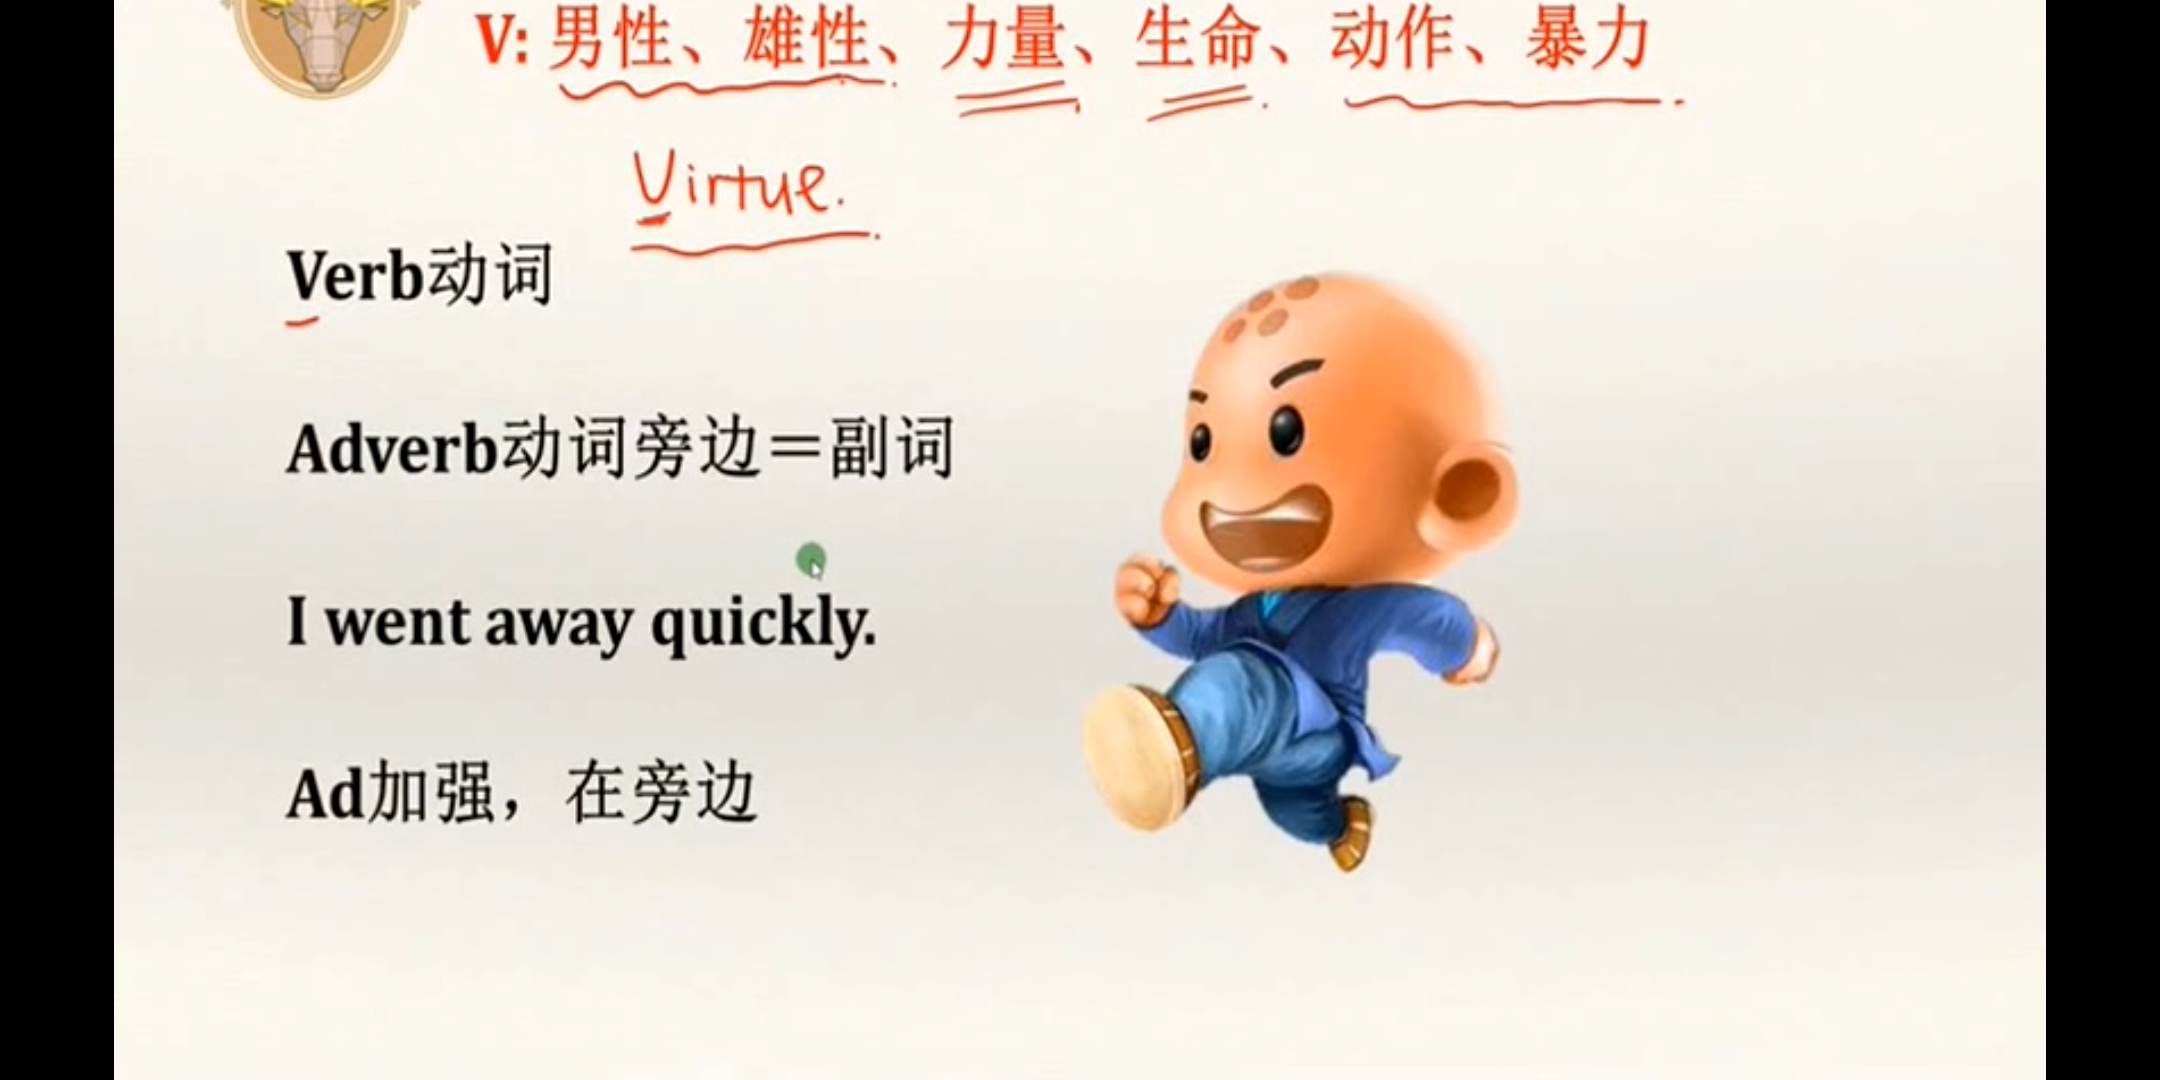 V: 男性、雄性、力量、生命、动作、暴力
Virtue.
Verb动词
Adverb动词旁边=副词
I went away quickly.
Ad加强，在旁边